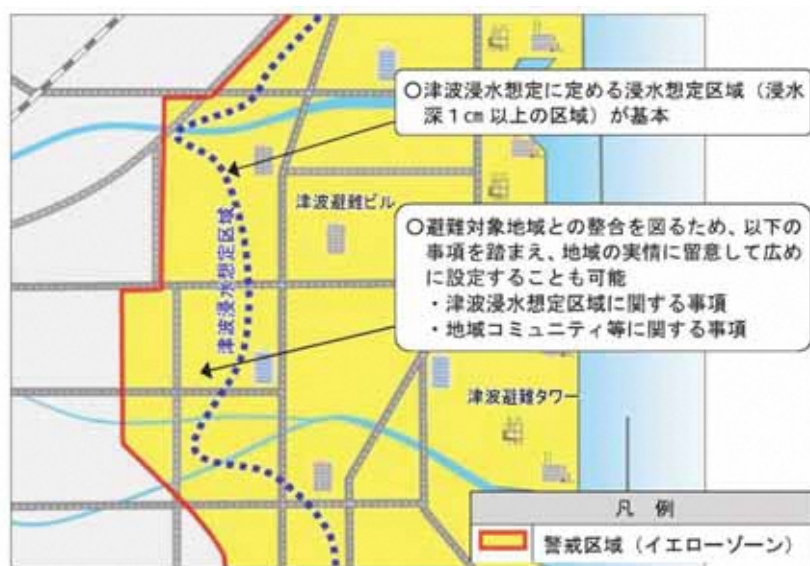 ○津波浸水想定に定める浸水想定区域（浸水
深１㎝以上の区域）が基本
津波避難ビル
○避難対象地域との整合を図るため、以下の
事項を踏まえ、地域の実情に留意して広め
に設定することも可能
・津波浸水想定区域に関する事項
・地域コミュニティ等に関する事項
津波浸水想定区域
津波避難タワー
凡 例
警戒区域（イエローゾーン）